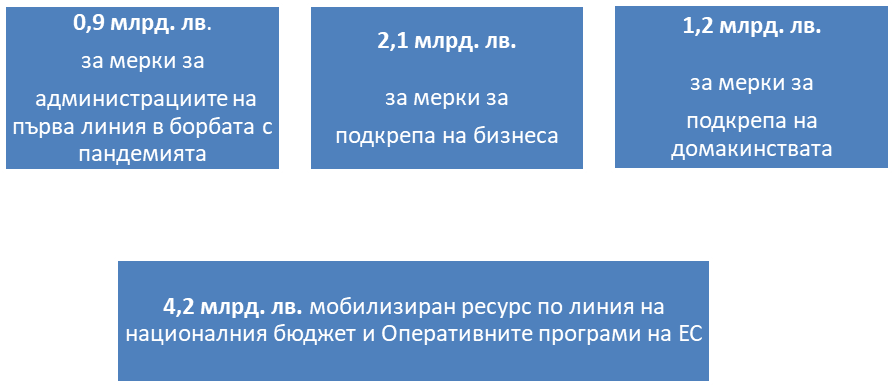 0,9 млрд. лв.
за мерки за
администрациите на
първа линия в борбата с
пандемията
2,1 млрд. лв.
за мерки за
подкрепа на бизнеса
1,2 млрд. лв.
за мерки за
подкрепа на
домакинствата
4,2 млрд. лв. мобилизиран ресурс по линия на
националния бюджет и Оперативните програми на ЕС